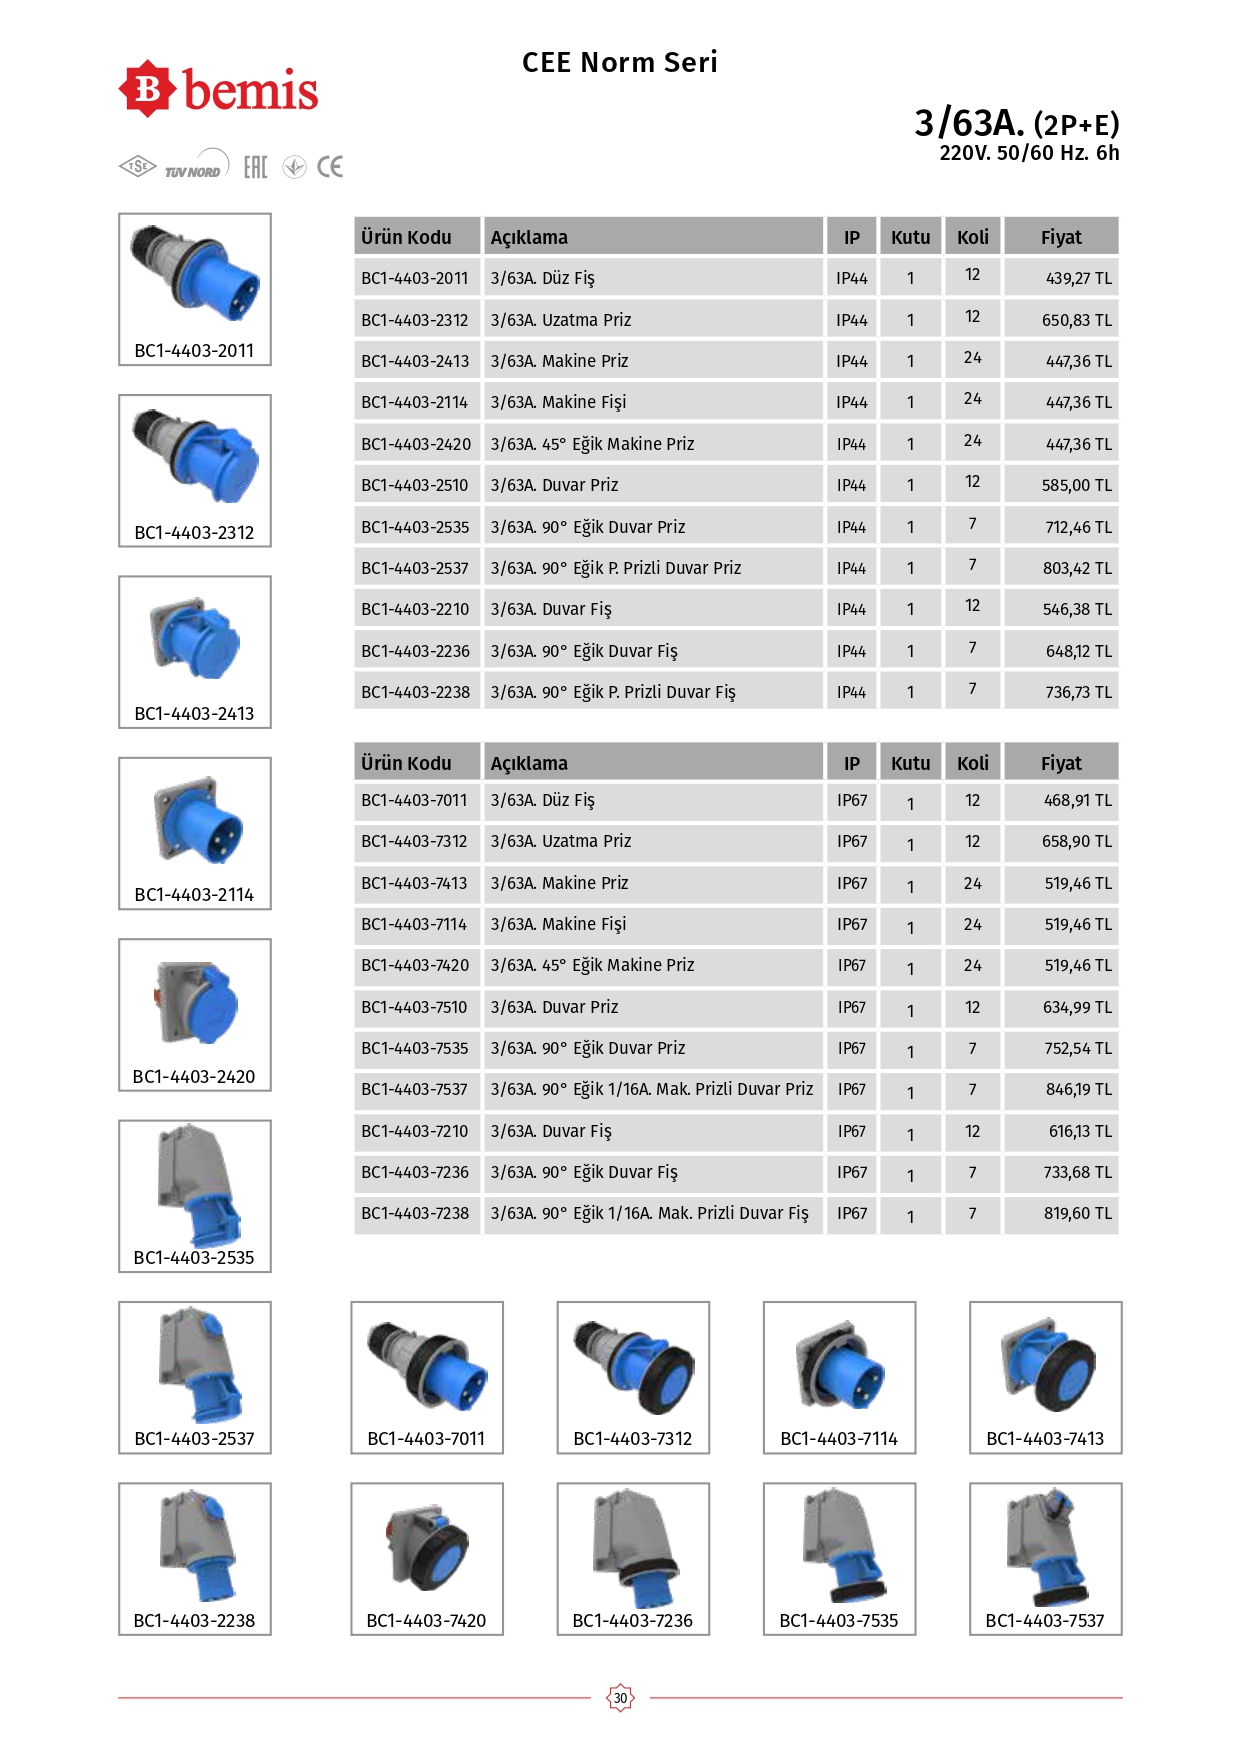 CEE Norm Seri
B bemis
3/63A. (2P+E)
220V. 50/60 Hz. 6h
TSE TÜV NORD EAC CE
Ürün Kodu Açıklama IP Kutu Koli Fiyat
BC1-4403-2011 3/63A. Düz Fiş IP44 1 12 439,27 TL
BC1-4403-2312 3/63A. Uzatma Priz IP44 1 12 650,83 TL
BC1-4403-2413 3/63A. Makine Priz IP44 1 24 447,36 TL
BC1-4403-2114 3/63A. Makine Fişi IP44 1 24 447,36 TL
BC1-4403-2420 3/63A. 45° Eğik Makine Priz IP44 1 24 447,36 TL
BC1-4403-2510 3/63A. Duvar Priz IP44 1 12 585,00 TL
BC1-4403-2535 3/63A. 90° Eğik Duvar Priz IP44 1 7 712,46 TL
BC1-4403-2537 3/63A. 90° Eğik P. Prizli Duvar Priz IP44 1 7 803,42 TL
BC1-4403-2210 3/63A. Duvar Fiş IP44 1 12 546,38 TL
BC1-4403-2236 3/63A. 90° Eğik Duvar Fiş IP44 1 7 648,12 TL
BC1-4403-2238 3/63A. 90° Eğik P. Prizli Duvar Fiş IP44 1 7 736,73 TL
Ürün Kodu Açıklama IP Kutu Koli Fiyat
BC1-4403-7011 3/63A. Düz Fiş IP67 1 12 468,91 TL
BC1-4403-7312 3/63A. Uzatma Priz IP67 1 12 658,90 TL
BC1-4403-7413 3/63A. Makine Priz IP67 1 24 519,46 TL
BC1-4403-7114 3/63A. Makine Fişi IP67 1 24 519,46 TL
BC1-4403-7420 3/63A. 45° Eğik Makine Priz IP67 1 24 519,46 TL
BC1-4403-7510 3/63A. Duvar Priz IP67 1 12 634,99 TL
BC1-4403-7535 3/63A. 90° Eğik Duvar Priz IP67 1 7 752,54 TL
BC1-4403-7537 3/63A. 90° Eğik 1/16A. Mak. Prizli Duvar Priz IP67 1 7 846,19 TL
BC1-4403-7210 3/63A. Duvar Fiş IP67 1 12 616,13 TL
BC1-4403-7236 3/63A. 90° Eğik Duvar Fiş IP67 1 7 733,68 TL
BC1-4403-7238 3/63A. 90° Eğik 1/16A. Mak. Prizli Duvar Fiş IP67 1 7 819,60 TL
BC1-4403-2011
BC1-4403-2312
BC1-4403-2413
BC1-4403-2114
BC1-4403-2420
BC1-4403-2535
BC1-4403-2537 BC1-4403-7011 BC1-4403-7312 BC1-4403-7114 BC1-4403-7413
BC1-4403-2238 BC1-4403-7420 BC1-4403-7236 BC1-4403-7535 BC1-4403-7537
30